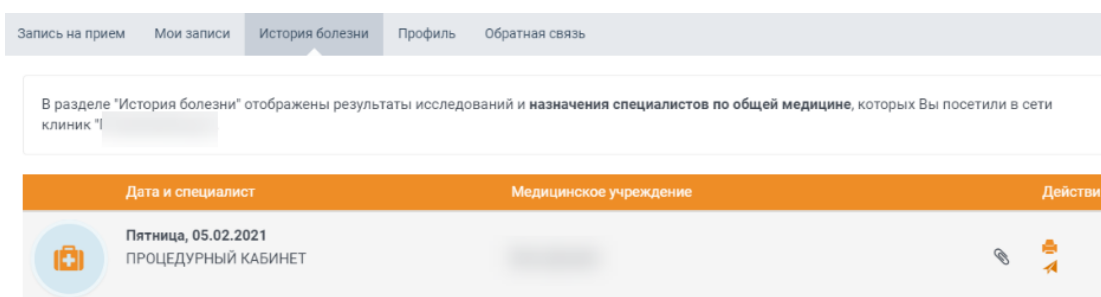 Запись на прием Мои записи История болезни Профиль Обратная связь
В разделе "История болезни" отображены результаты исследований и назначения специалистов по общей медицине, которых Вы посетили в сети
клиник "
Дата и специалист Медицинское учреждение Действи
Пятница, 05.02.2021
ПРОЦЕДУРНЫЙ КАБИНЕТ